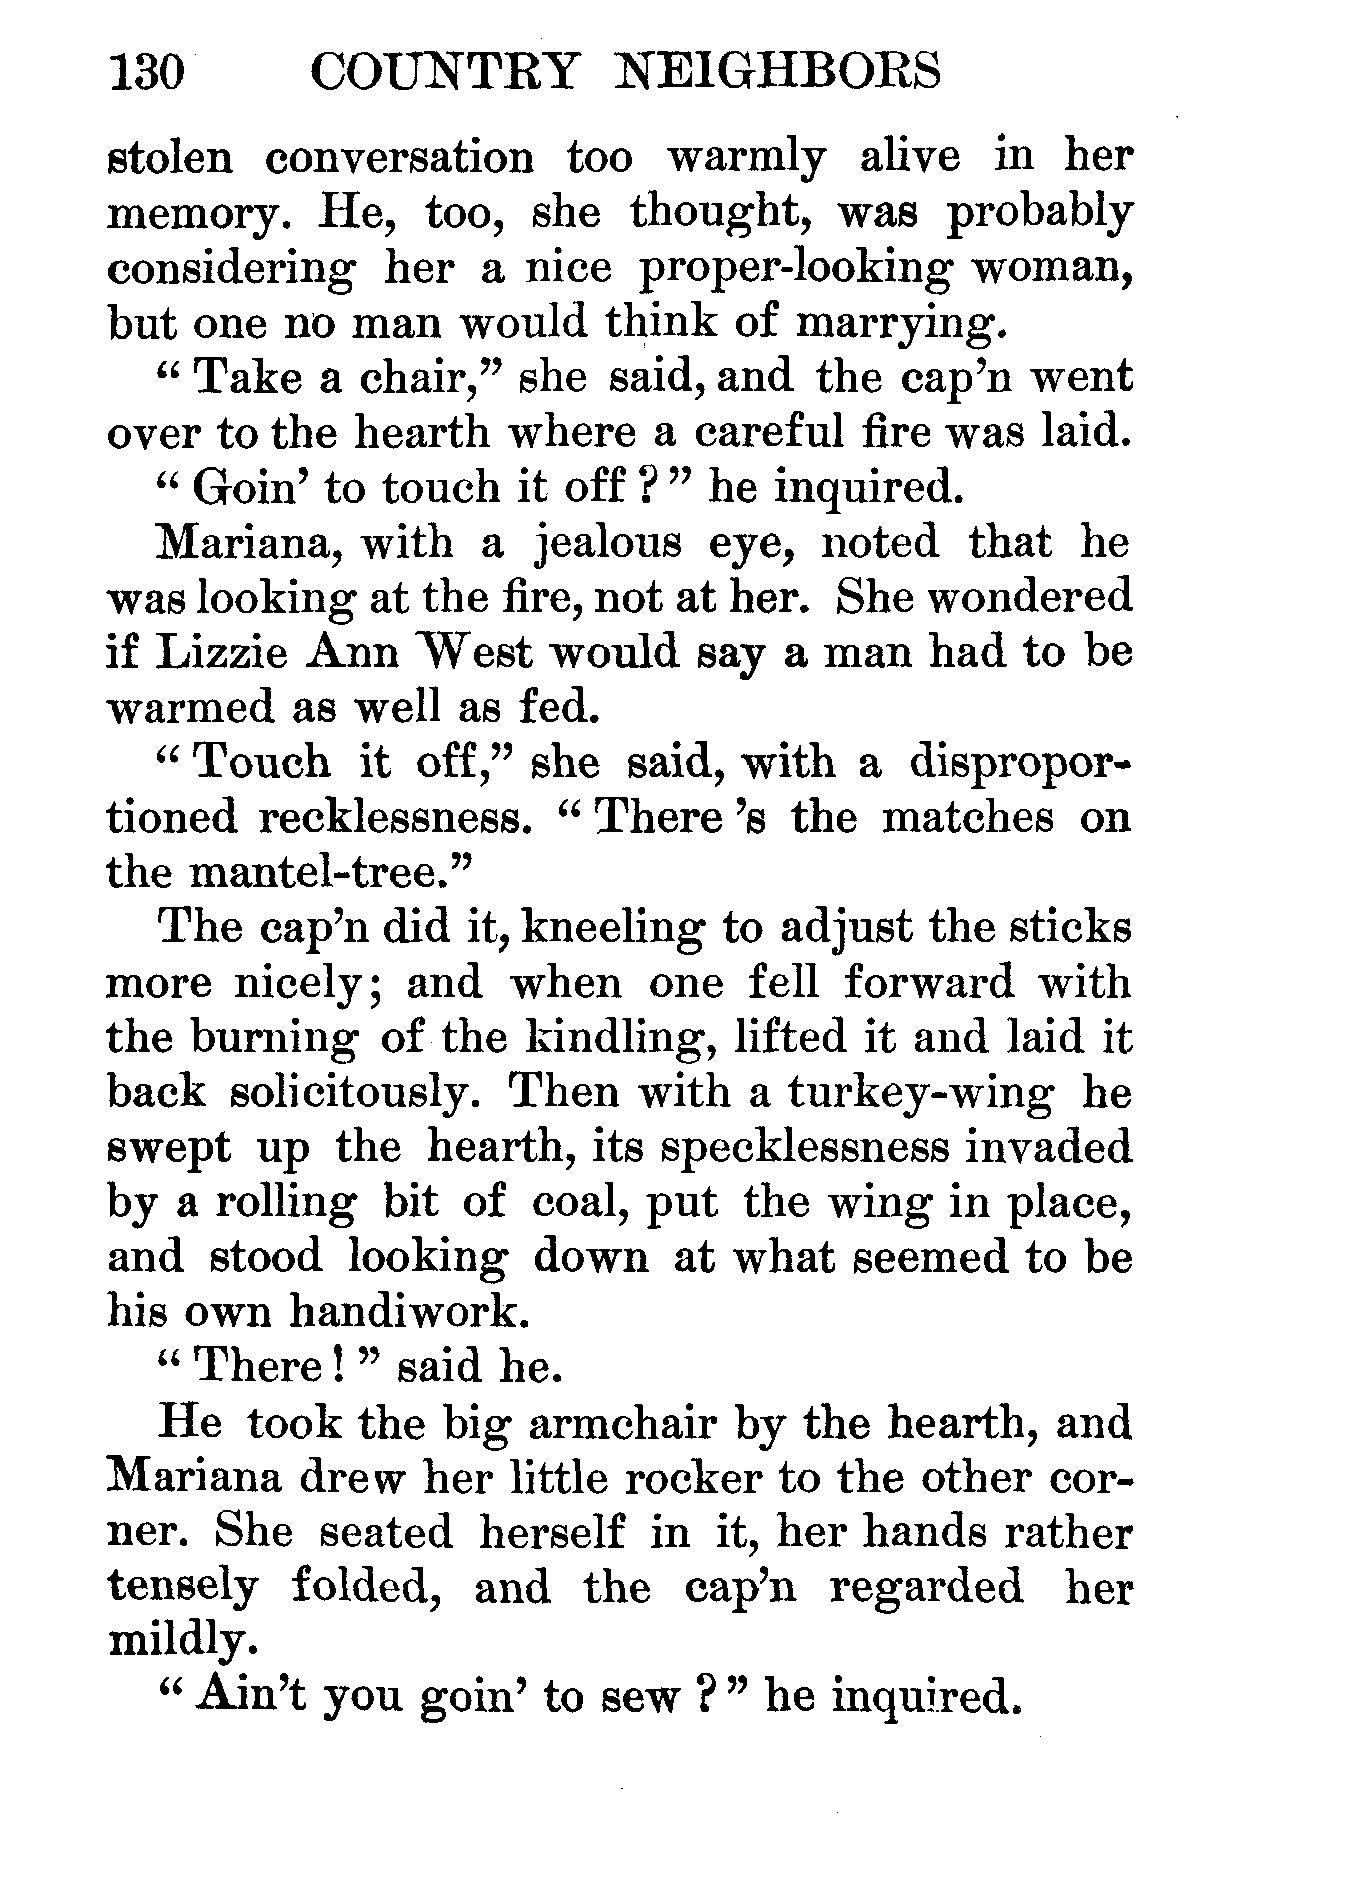 130 COUNTRY NEIGHBORS
stolen conversation too warmly alive in her
memory. He, too, she thought, was probably
considering her a nice proper-looking woman,
but one no man would think of marrying.
“ Take a chair,” she said, and the cap’n went
over to the hearth where a careful fire was laid.
“ Goin’ to touch it off ? ” he inquired.
Mariana, with a jealous eye, noted that he
was looking at the fire, not at her. She wondered
if Lizzie Ann West would say a man had to be
warmed as well as fed.
“ Touch it off,” she said, with a dispropor-
tioned recklessness. “ There ’s the matches on
the mantel-tree.”
The cap’n did it, kneeling to adjust the sticks
more nicely; and when one fell forward with
the burning of the kindling, lifted it and laid it
back solicitously. Then with a turkey-wing he
swept up the hearth, its specklessness invaded
by a rolling bit of coal, put the wing in place,
and stood looking down at what seemed to be
his own handiwork.
“ There ! ” said he.
He took the big armchair by the hearth, and
Mariana drew her little rocker to the other cor-
ner. She seated herself in it, her hands rather
tensely folded, and the cap’n regarded her
mildly.
“ Ain’t you goin’ to sew ? ” he inquired.